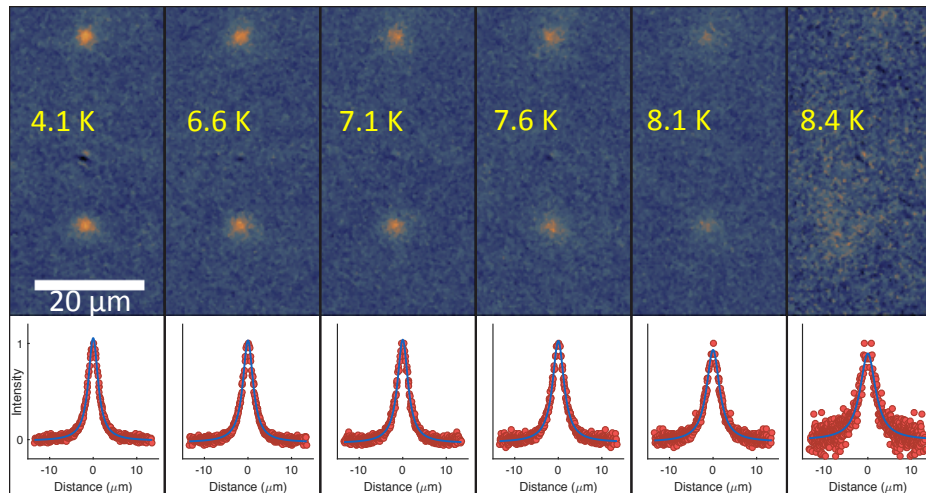 4.1 K 6.6 K 7.1 K 7.6 K 8.1 K 8.4 K
20 μm
1
Intensity
0
-10 0 10 -10 0 10 -10 0 10 -10 0 10 -10 0 10 -10 0 10
Distance (μm) Distance (μm) Distance (μm) Distance (μm) Distance (μm) Distance (μm)